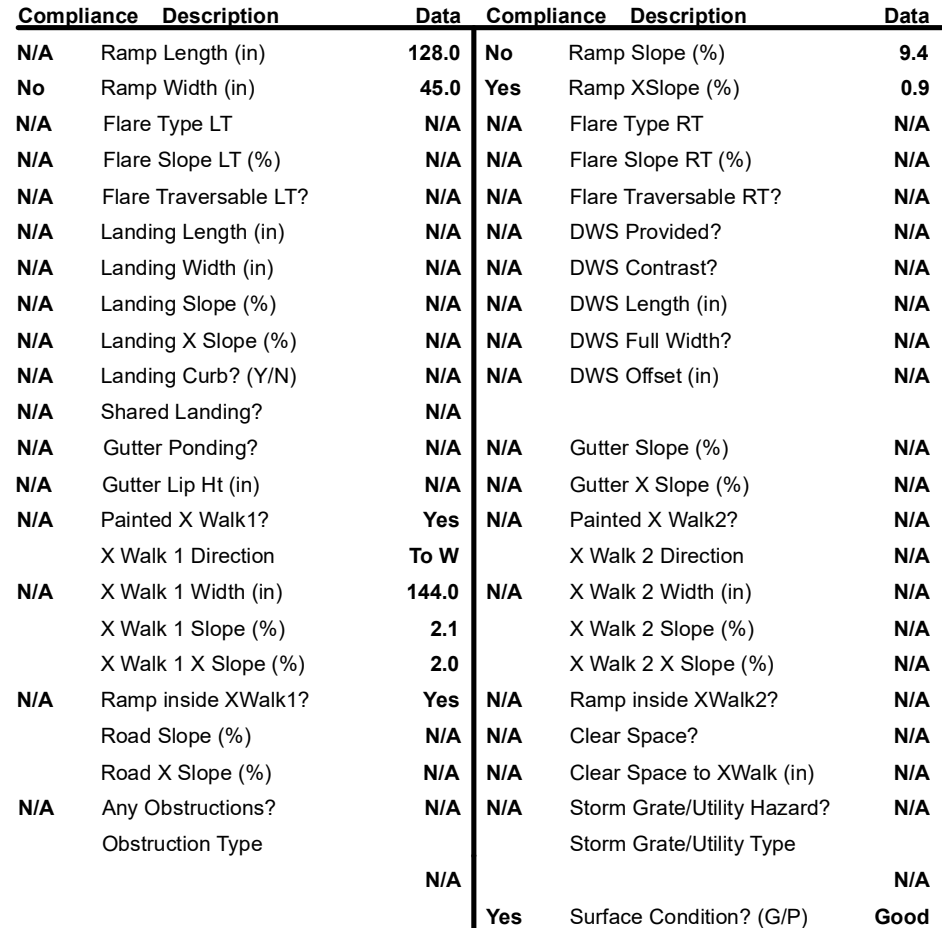 Compliance Description Data Compliance Description Data
N/A Ramp Length (in) 128.0 No Ramp Slope (%) 9.4
No Ramp Width (in) 45.0 Yes Ramp XSlope (%) 0.9
N/A Flare Type LT N/A N/A Flare Type RT N/A
N/A Flare Slope LT (%) N/A N/A Flare Slope RT (%) N/A
N/A Flare Traversable LT? N/A N/A Flare Traversable RT? N/A
N/A Landing Length (in) N/A N/A DWS Provided? N/A
N/A Landing Width (in) N/A N/A DWS Contrast? N/A
N/A Landing Slope (%) N/A N/A DWS Length (in) N/A
N/A Landing X Slope (%) N/A N/A DWS Full Width? N/A
N/A Landing Curb? (Y/N) N/A N/A DWS Offset (in) N/A
N/A Shared Landing? N/A
N/A Gutter Ponding? N/A N/A Gutter Slope (%) N/A
N/A Gutter Lip Ht (in) N/A N/A Gutter X Slope (%) N/A
N/A Painted X Walk1? Yes N/A Painted X Walk2? N/A
X Walk 1 Direction To W X Walk 2 Direction N/A
N/A X Walk 1 Width (in) 144.0 N/A X Walk 2 Width (in) N/A
X Walk 1 Slope (%) 2.1 X Walk 2 Slope (%) N/A
X Walk 1 X Slope (%) 2.0 X Walk 2 X Slope (%) N/A
N/A Ramp inside XWalk1? Yes N/A Ramp inside XWalk2? N/A
Road Slope (%) N/A N/A Clear Space? N/A
Road X Slope (%) N/A N/A Clear Space to XWalk (in) N/A
N/A Any Obstructions? N/A N/A Storm Grate/Utility Hazard? N/A
Obstruction Type Storm Grate/Utility Type
N/A N/A
Yes Surface Condition? (G/P) Good